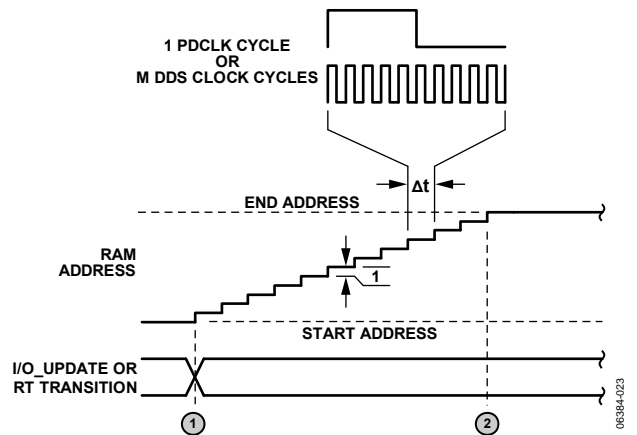 1 PDCLK CYCLE
OR
M DDS CLOCK CYCLES
Δt
END ADDRESS
RAM
ADDRESS
1
START ADDRESS
I/O_UPDATE OR
RT TRANSITION
1
2
06384-023